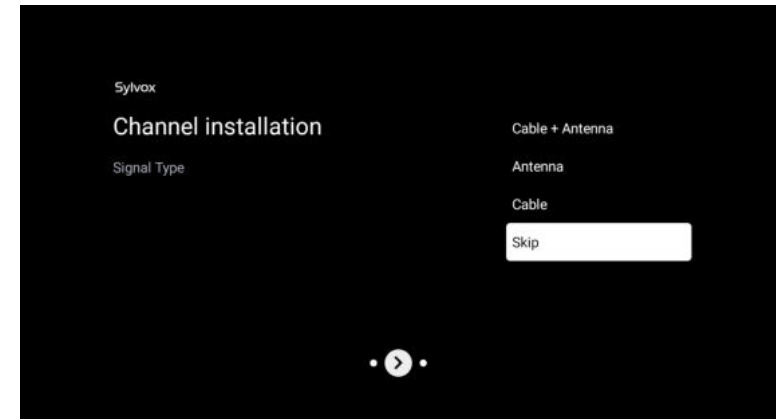 Sylvox
Channel installation
Signal Type
Cable + Antenna
Antenna
Cable
Skip